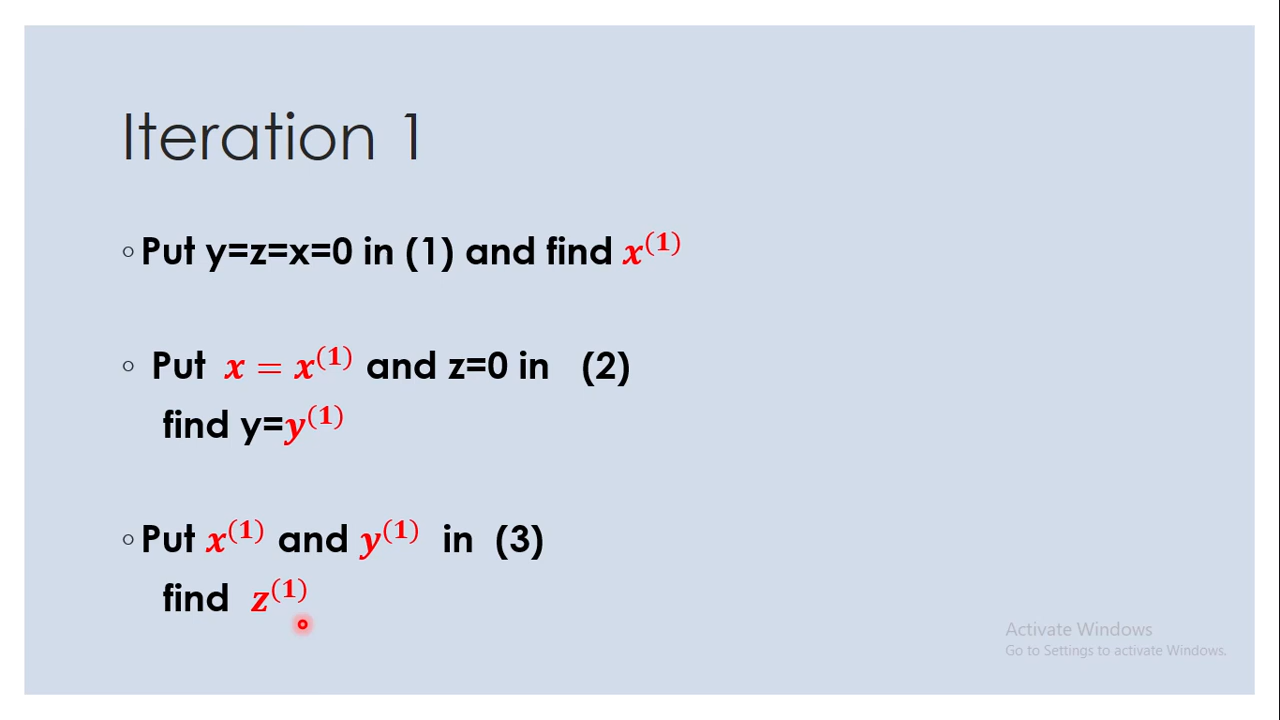 Iteration 1
◦ Put y=z=x=0 in (1) and find x⁽¹⁾
◦ Put x = x⁽¹⁾ and z=0 in (2)
find y=y⁽¹⁾
◦ Put x⁽¹⁾ and y⁽¹⁾ in (3)
find z⁽¹⁾
Activate Windows
Go to Settings to activate Windows.